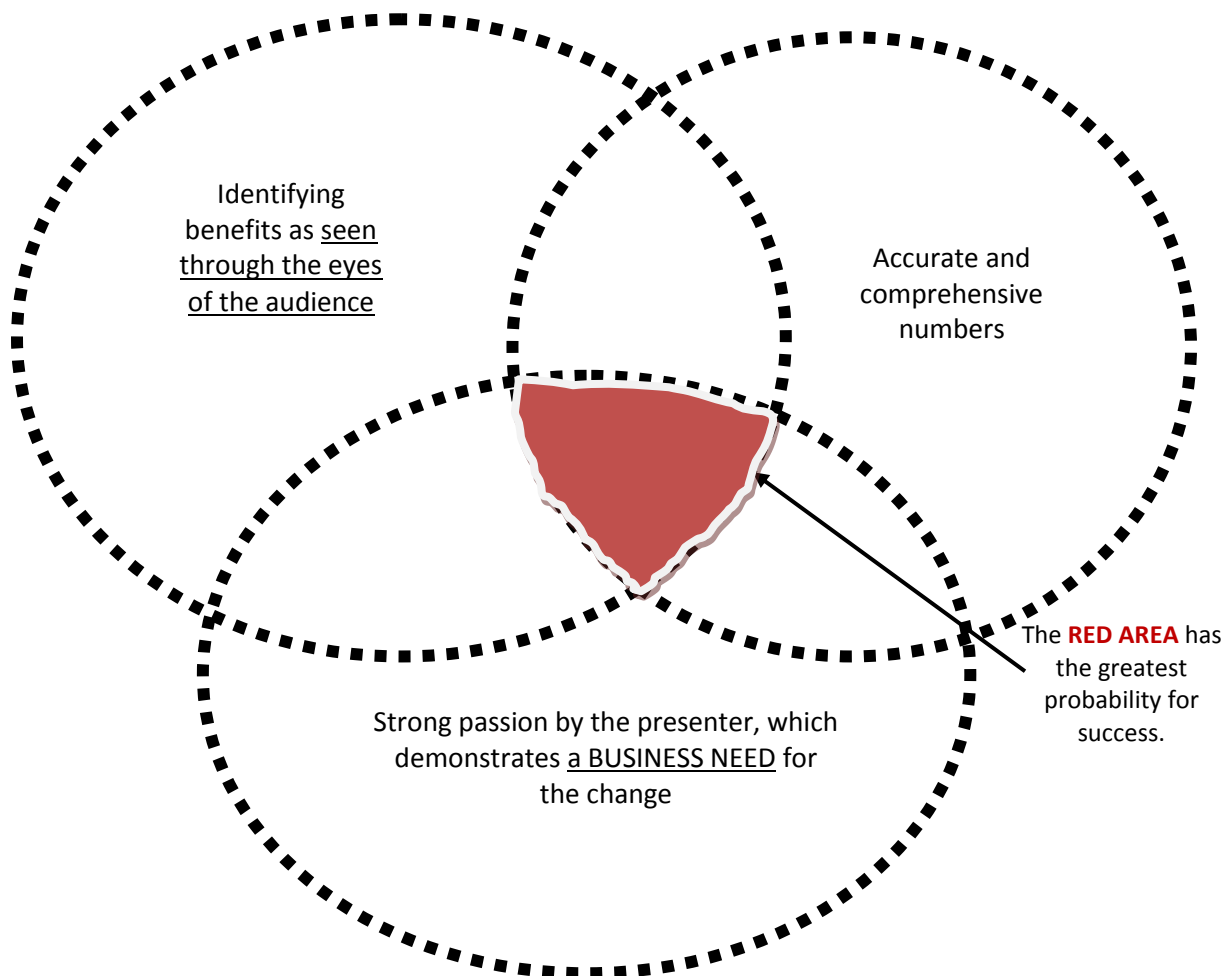 Identifying
benefits as seen
through the eyes
of the audience
Accurate and
comprehensive
numbers
The RED AREA has
the greatest
probability for
success.
Strong passion by the presenter, which
demonstrates a BUSINESS NEED for
the change